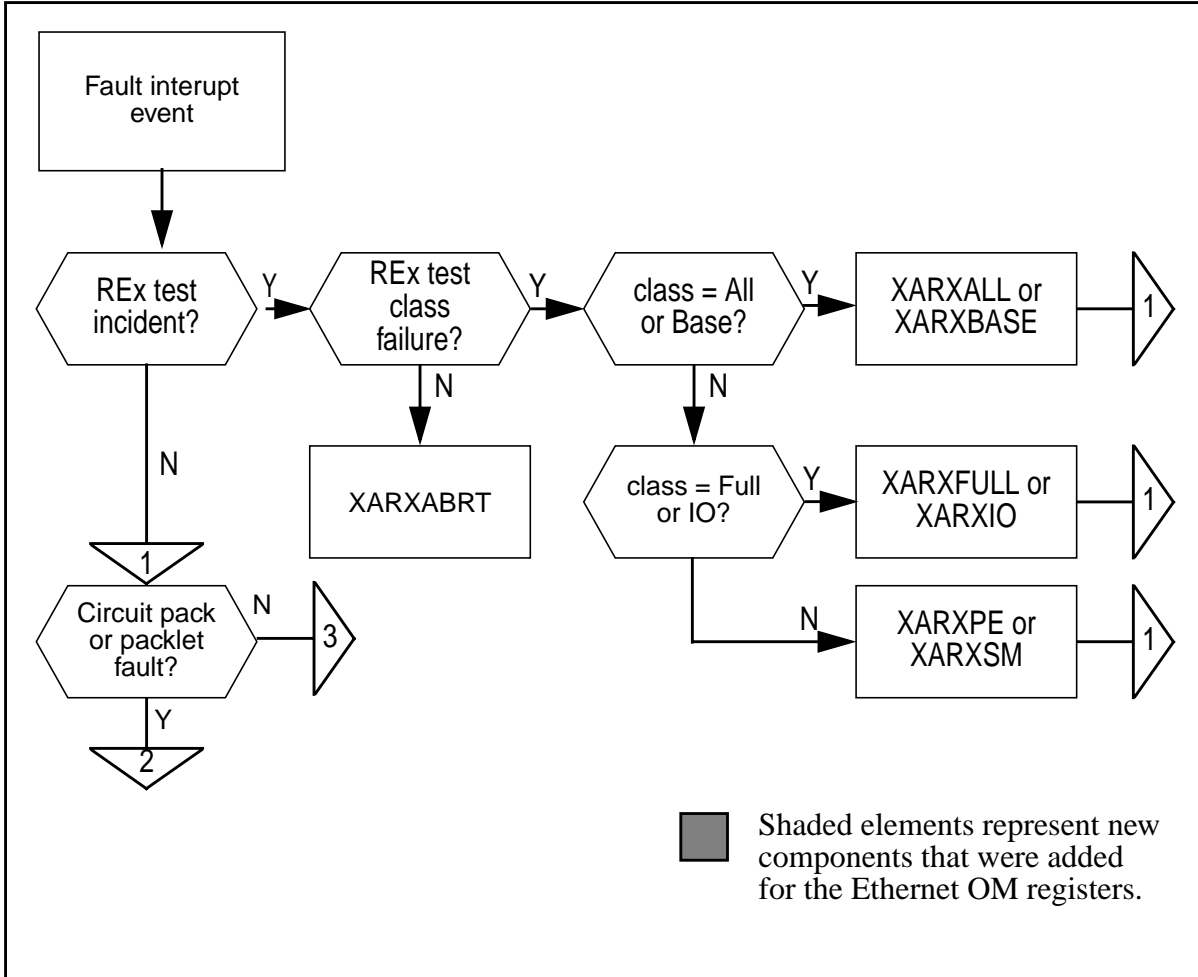 Fault interupt
event
REx test
incident?
Y
REx test
class
failure?
Y
class = All
or Base?
Y
XARXALL or
XARXBASE
1
N
N
N
XARXABRT
class = Full
or IO?
Y
XARXFULL or
XARXIO
1
1
Circuit pack
or packlet
fault?
N
3
N
XARXPE or
XARXSM
1
Y
2
Shaded elements represent new
components that were added
for the Ethernet OM registers.